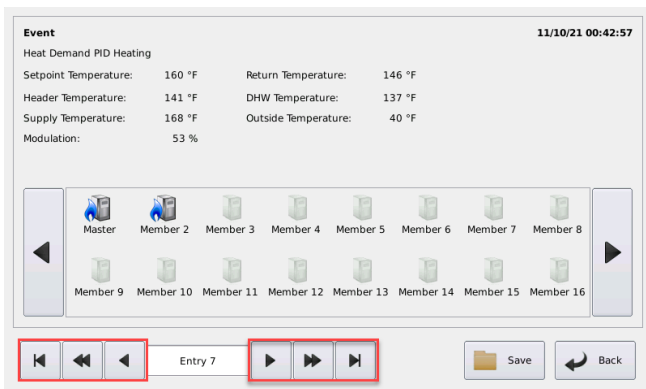 Event 11/10/21 00:42:57
Heat Demand PID Heating
Setpoint Temperature: 160 °F Return Temperature: 146 °F
Header Temperature: 141 °F DHW Temperature: 137 °F
Supply Temperature: 168 °F Outside Temperature: 40 °F
Modulation: 53 %
Master Member 2 Member 3 Member 4 Member 5 Member 6 Member 7 Member 8
Member 9 Member 10 Member 11 Member 12 Member 13 Member 14 Member 15 Member 16
Entry 7 Save Back